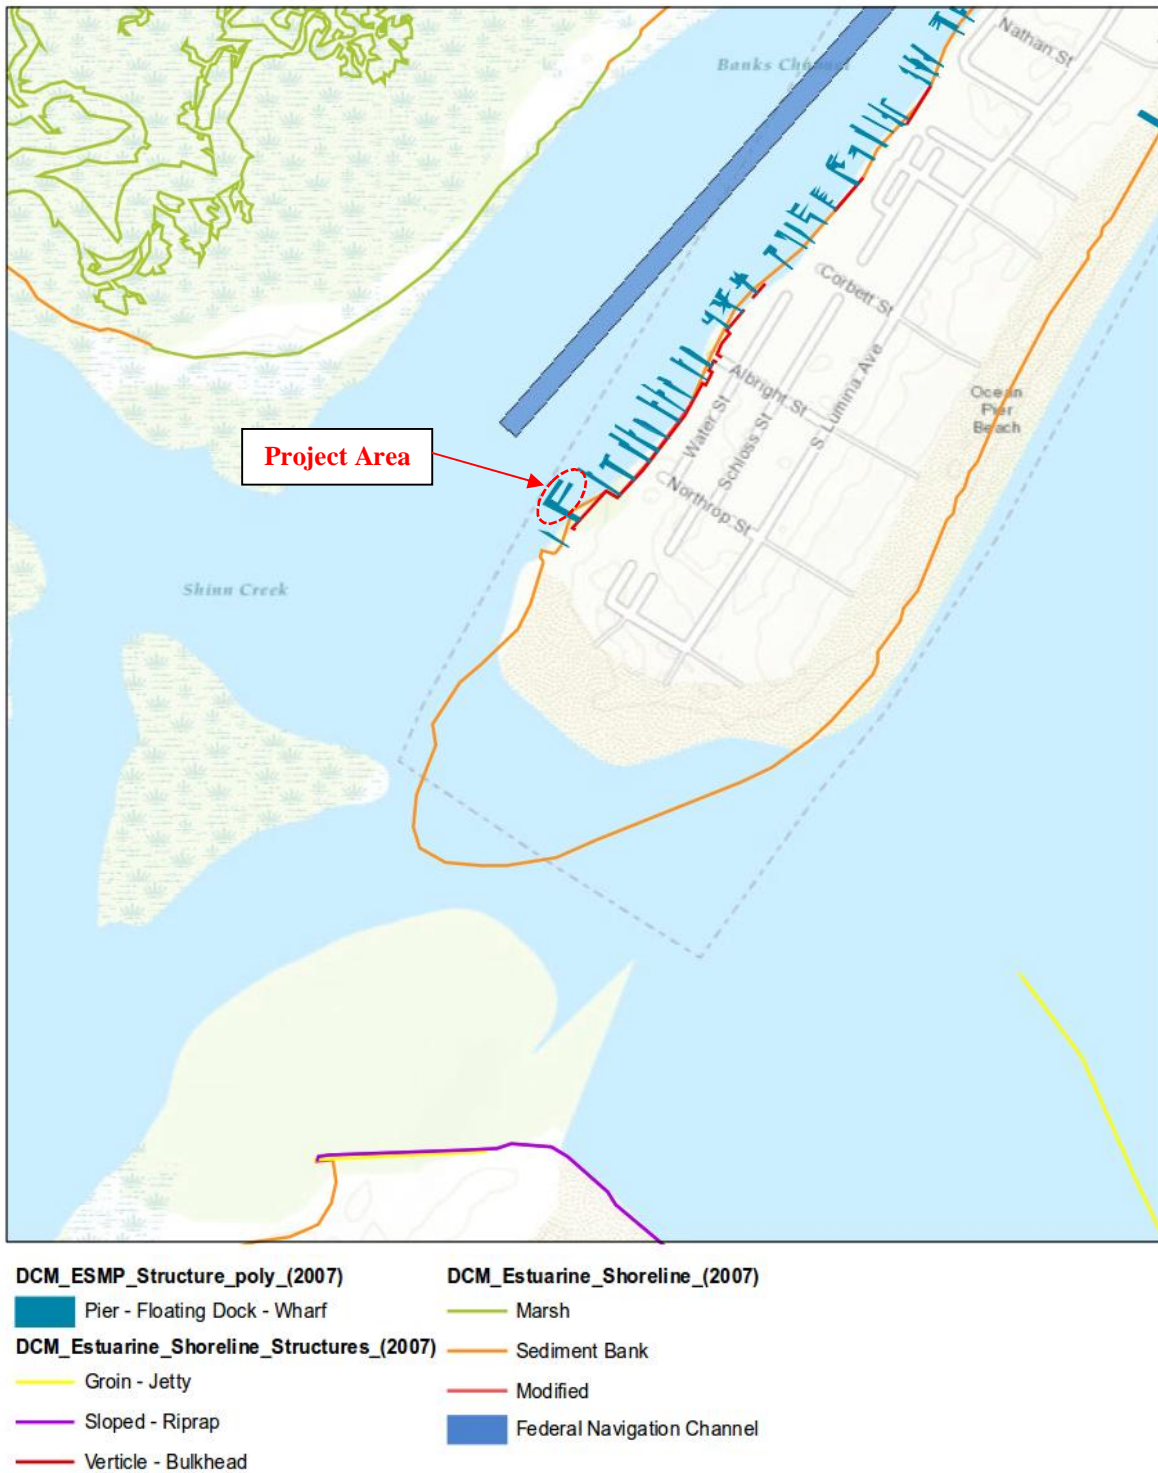 Nathan St
Banks Channel
Corbett St
Albright St
S Lumina Ave
Water St
Schloss St
Ocean
Pier
Beach
Project Area
Northrop St
Shinn Creek
DCM_ESMP_Structure_poly_(2007)
Pier - Floating Dock - Wharf
DCM_Estuarine_Shoreline_Structures_(2007)
Groin - Jetty
Sloped - Riprap
Verticle - Bulkhead
DCM_Estuarine_Shoreline_(2007)
Marsh
Sediment Bank
Modified
Federal Navigation Channel